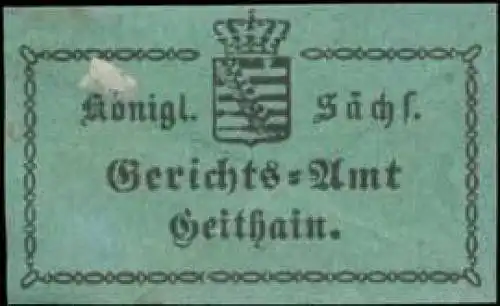 Königl. Sächs.
Gerichts=Amt
Geithain.